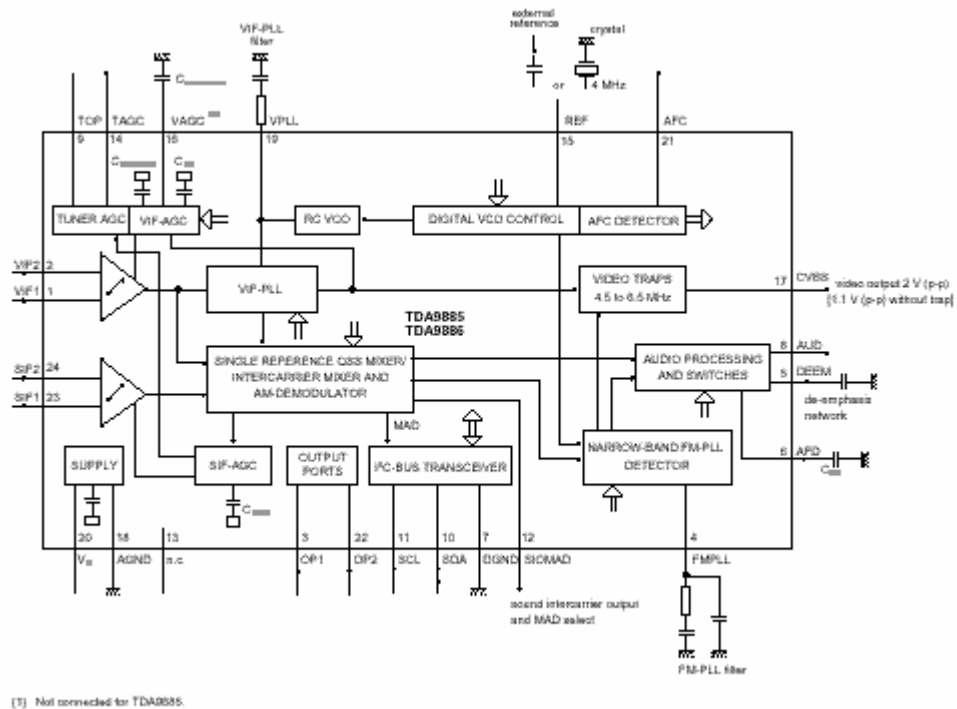 external
reference
crystal
VIF-PLL
filter
or
4 MHz
TOP
TAGC
VAGC
VPLL
REF
AFC
9
14
16
19
15
21
TUNER AGC
VIF-AGC
RC VCO
DIGITAL VCO CONTROL
AFC DETECTOR
VIF2 2
VIF1 1
VIF-PLL
VIDEO TRAPS
4.5 to 6.5 MHz
17
CVBS
video output 2 V (p-p)
[1.1 V (p-p) without trap]
TDA9885
TDA9886
SIF2 24
SIF1 23
SINGLE REFERENCE QSS MIXER/
INTERCARRIER MIXER AND
AM-DEMODULATOR
AUDIO PROCESSING
AND SWITCHES
8 AUD
5 DEEM
de-emphasis
network
MAD
SUPPLY
SIF-AGC
OUTPUT
PORTS
I²C-BUS TRANSCEIVER
NARROW-BAND FM-PLL
DETECTOR
6 AFD
20
18
13
3
22
11
10
7
12
4
AGND
n.c.
OP1
OP2
SCL
SDA
DGND
SIOMAD
FMPLL
sound intercarrier output
and MAD select
FM-PLL filter
(1) Not connected for TDA9885.